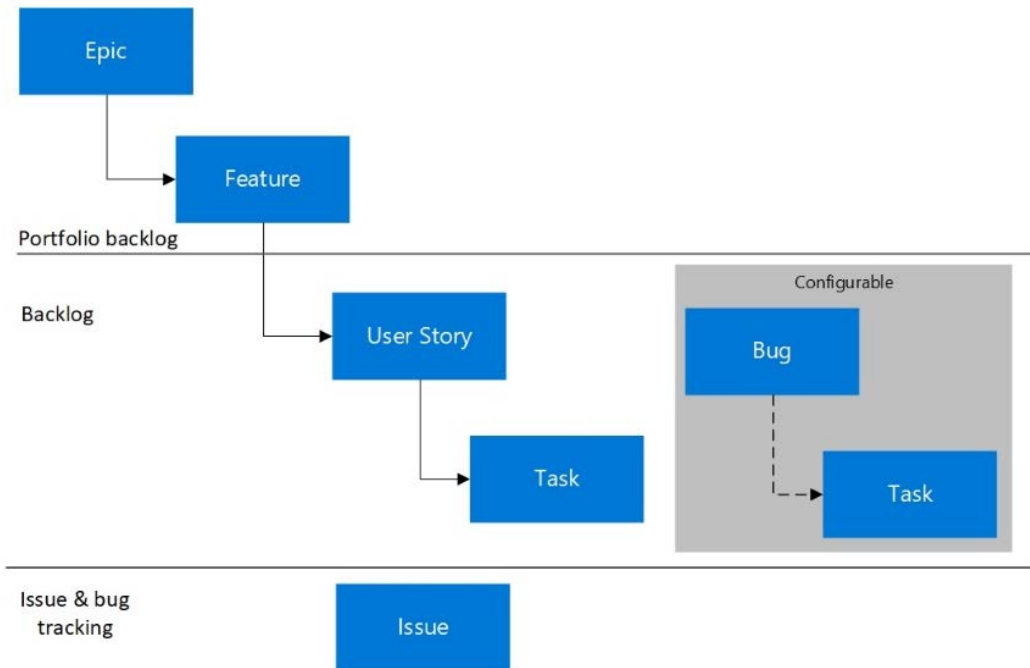 Epic
Feature
Portfolio backlog
Configurable
Backlog
User Story
Bug
Task
Task
Issue & bug
tracking
Issue